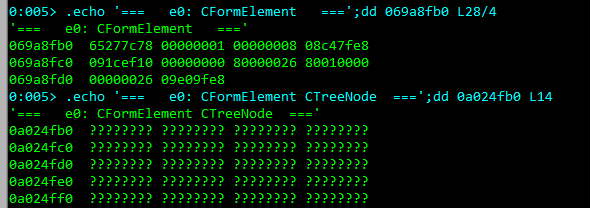 0:005> .echo '===   e0: CFormElement   ===';dd 069a8fb0 L28/4
'===   e0: CFormElement   ==='
069a8fb0  65277c78 00000001 00000008 08c47fe8
069a8fc0  091cef10 00000000 80000026 80010000
069a8fd0  00000026 09e09fe8
0:005> .echo '===   e0: CFormElement CTreeNode  ===';dd 0a024fb0 L14
'===   e0: CFormElement CTreeNode  ==='
0a024fb0  ???????? ???????? ???????? ????????
0a024fc0  ???????? ???????? ???????? ????????
0a024fd0  ???????? ???????? ???????? ????????
0a024fe0  ???????? ???????? ???????? ????????
0a024ff0  ???????? ???????? ???????? ????????